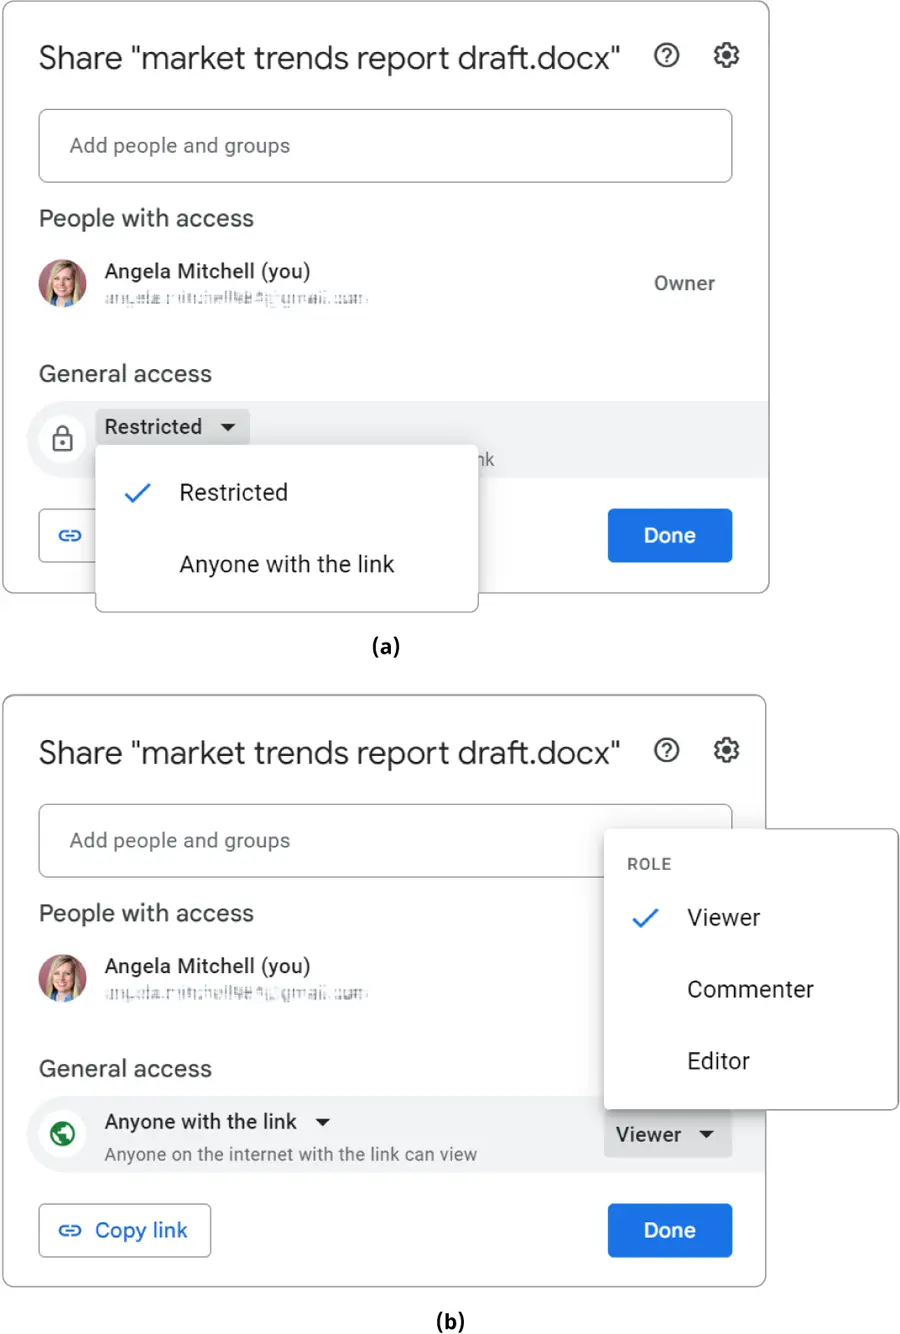 Share "market trends report draft.docx"
Add people and groups
People with access
Angela Mitchell (you)
Owner
General access
Restricted
Restricted
Anyone with the link
Done
(a)
Share "market trends report draft.docx"
Add people and groups
ROLE
Viewer
Commenter
Editor
People with access
Angela Mitchell (you)
General access
Anyone with the link
Anyone on the internet with the link can view
Viewer
Copy link
Done
(b)